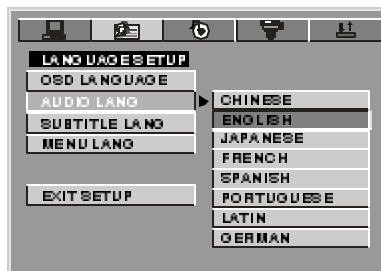 LANGUAGE SETUP
OSD LANGUAGE
AUDIO LANG
SUBTITLE LANG
MENU LANG
EXIT SETUP
CHINESE
ENGLISH
JAPANESE
FRENCH
SPANISH
PORTUGUESE
LATIN
GERMAN